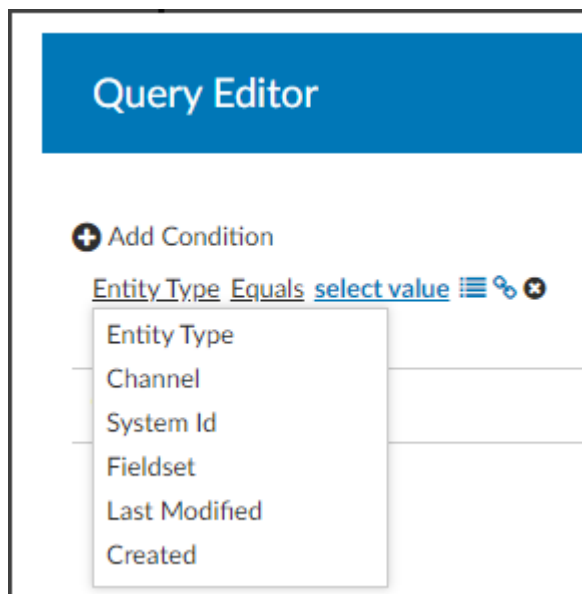 Query Editor
Add Condition
Entity Type Equals select value
Entity Type
Channel
System Id
Fieldset
Last Modified
Created